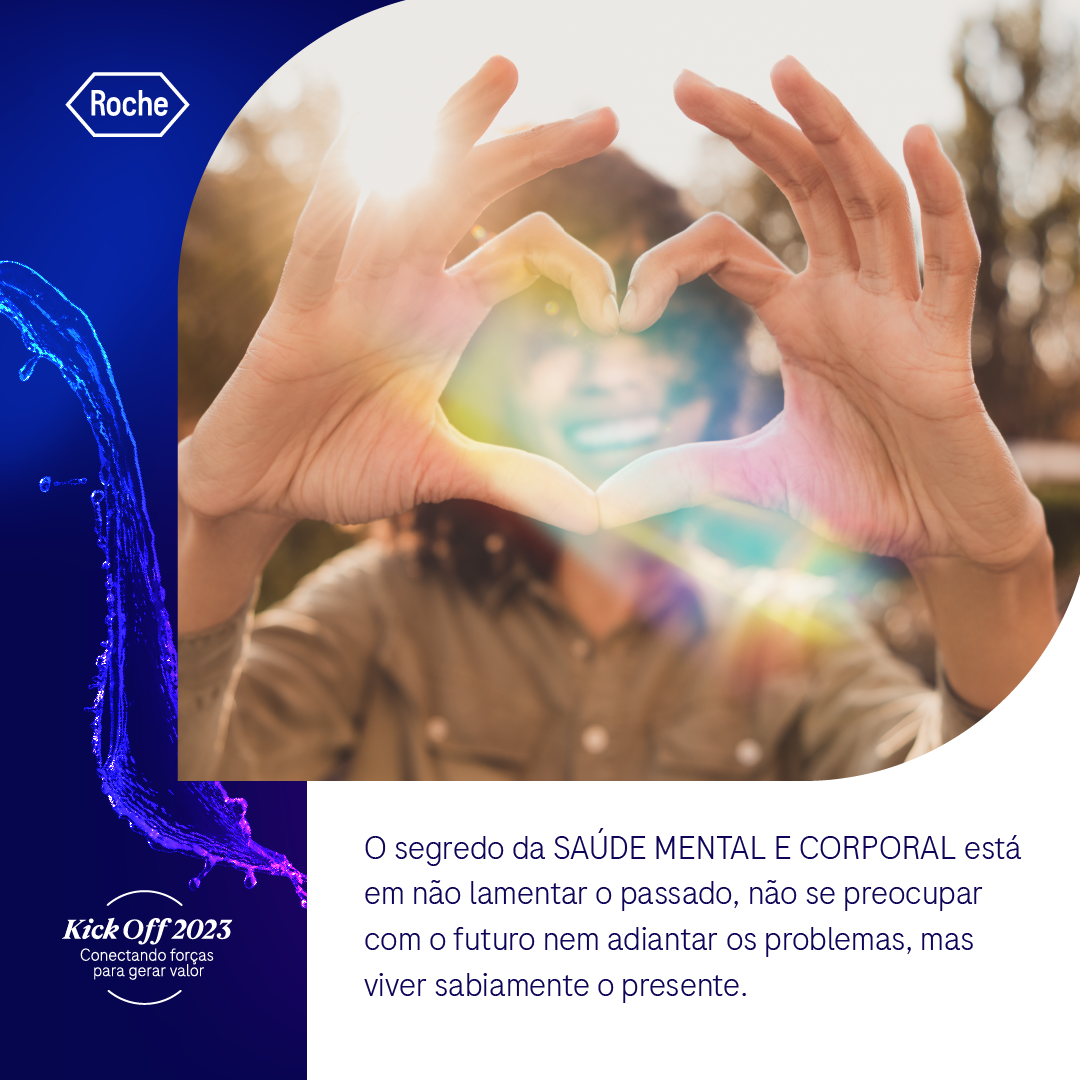 Roche
O segredo da SAÚDE MENTAL E CORPORAL está
em não lamentar o passado, não se preocupar
com o futuro nem adiantar os problemas, mas
viver sabiamente o presente.
Kick Off 2023
Conectando forças
para gerar valor